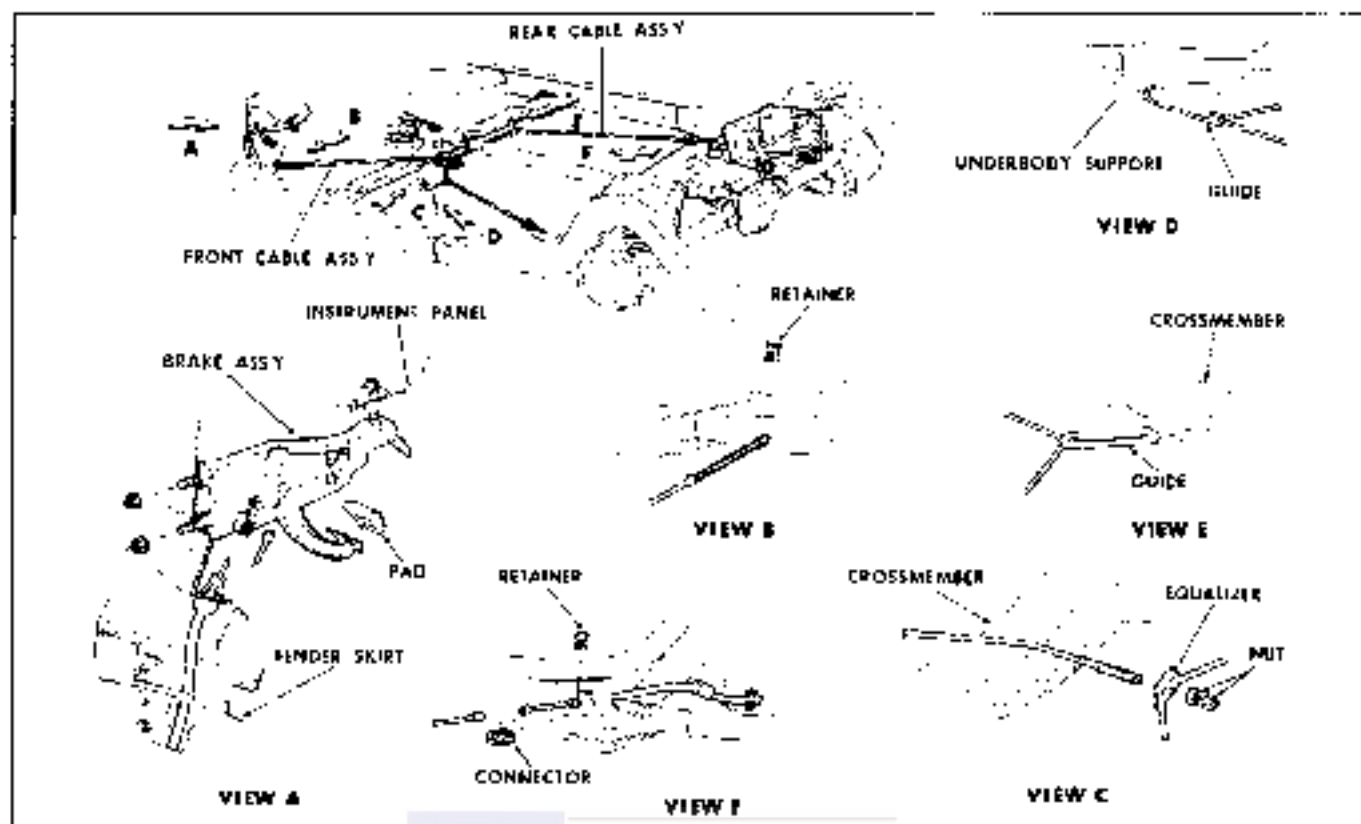 REAR CABLE ASS'Y
A
B
E
F
C
D
FRONT CABLE ASS'Y
UNDERBODY SUPPORT
GUIDE
VIEW D
INSTRUMENT PANEL
BRAKE ASS'Y
PAD
FENDER SKIRT
VIEW A
RETAINER
VIEW B
CROSSMEMBER
GUIDE
VIEW E
RETAINER
CONNECTOR
VIEW F
CROSSMEMBER
EQUALIZER
NUT
VIEW C